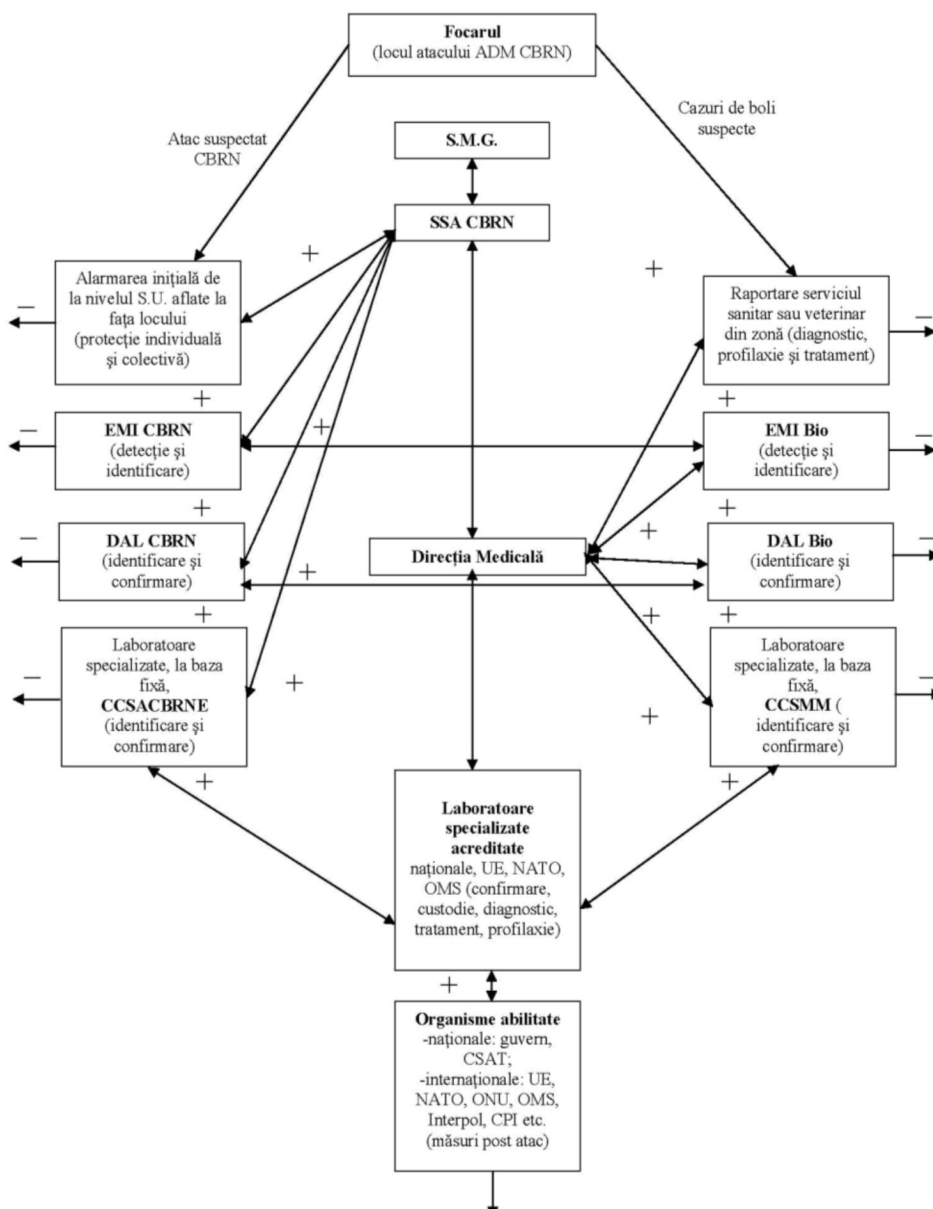 Focarul
(locul atacului ADM CBRN)
Atac suspectat
CBRN
Cazuri de boli
suspecte
S.M.G.
SSA CBRN
+
+
Alarmarea inițială de
la nivelul S.U. aflate la
fața locului
(protecție individuală
și colectivă)
Raportare serviciul
sanitar sau veterinar
din zonă (diagnostic,
profilaxie și tratament)
−
−
+
+
EMI CBRN
(detecție și
identificare)
EMI Bio
(detecție și
identificare)
−
+
−
+
+
DAL CBRN
(identificare și
confirmare)
Direcția Medicală
DAL Bio
(identificare și
confirmare)
−
+
+
−
+
+
+
Laboratoare
specializate, la baza
fixă,
CCSACBRNE
(identificare și
confirmare)
Laboratoare
specializate, la baza
fixă,
CCSMM (
identificare și
confirmare)
−
+
+
−
+
+
Laboratoare
specializate
acreditate
naționale, UE, NATO,
OMS (confirmare,
custodie, diagnostic,
tratament, profilaxie)
+
Organisme abilitate
-naționale: guvern,
CSAT;
-internaționale: UE,
NATO, ONU, OMS,
Interpol, CPI etc.
(măsuri post atac)